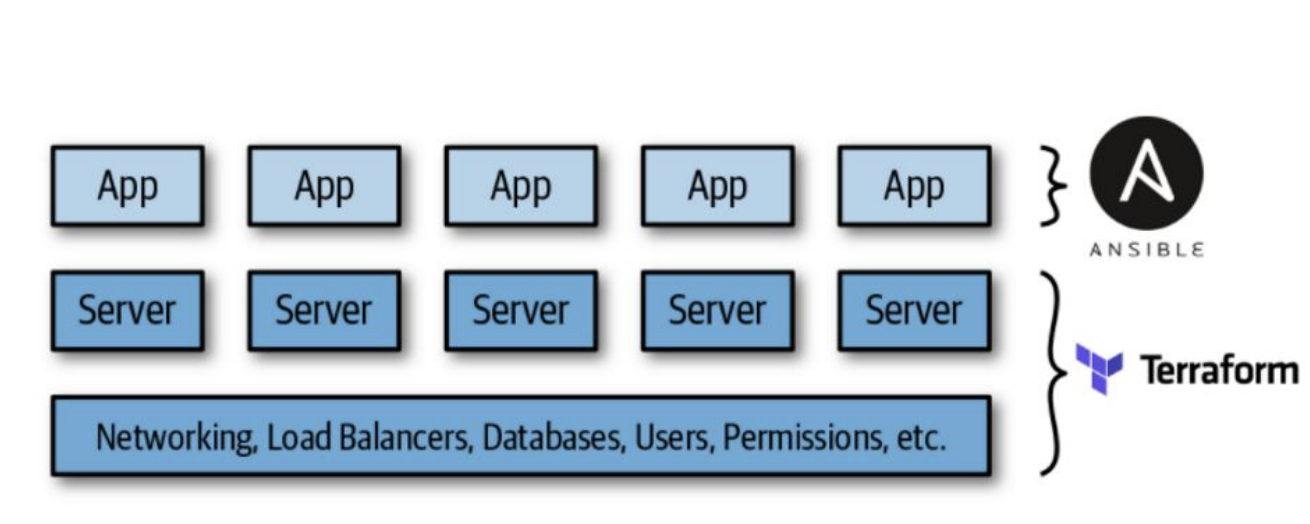 App App App App App
ANSIBLE
Server Server Server Server Server
Terraform
Networking, Load Balancers, Databases, Users, Permissions, etc.